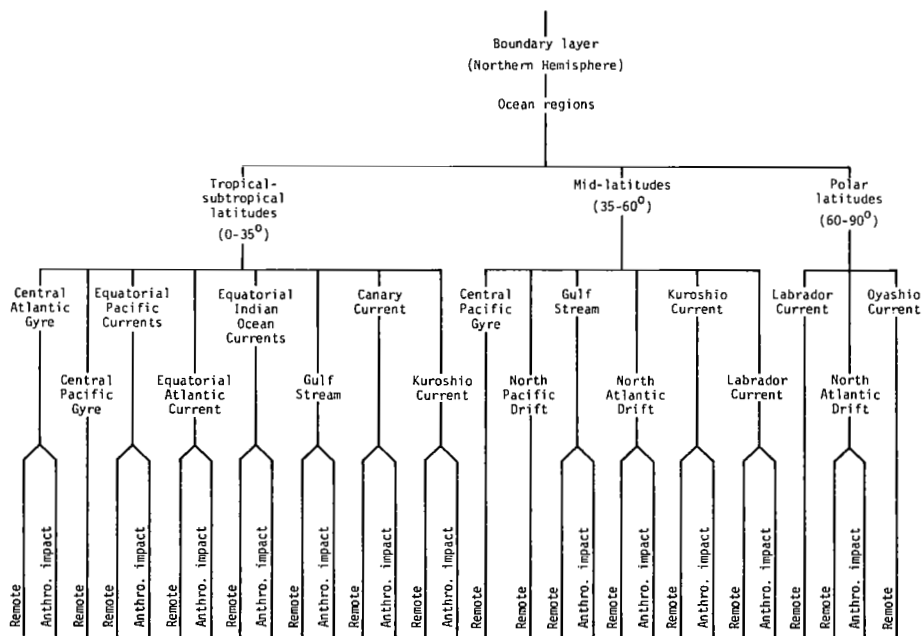 Boundary layer
(Northern Hemisphere)
Ocean regions
Tropical-
subtropical
latitudes
(0-35°)
Mid-latitudes
(35-60°)
Polar
latitudes
(60-90°)
Central
Atlantic
Gyre
Equatorial
Pacific
Currents
Equatorial
Indian
Ocean
Currents
Canary
Current
Central
Pacific
Gyre
Gulf
Stream
Kuroshio
Current
Labrador
Current
Oyashio
Current
Central
Pacific
Gyre
Equatorial
Atlantic
Current
Gulf
Stream
Kuroshio
Current
North
Pacific
Drift
North
Atlantic
Drift
Labrador
Current
North
Atlantic
Drift
Remote
Anthro. impact
Remote
Remote
Anthro. impact
Remote
Anthro. impact
Remote
Anthro. impact
Remote
Anthro. impact
Remote
Anthro. impact
Remote
Anthro. impact
Remote
Remote
Remote
Anthro. impact
Remote
Anthro. impact
Remote
Anthro. impact
Remote
Anthro. impact
Remote
Remote
Anthro. impact
Remote